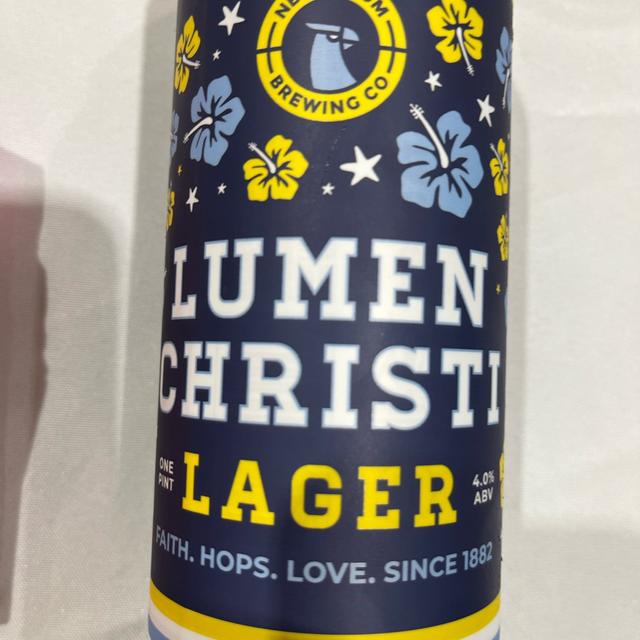 BREWING CO
LUMEN
CHRISTI
ONE
PINT
LAGER
4.0%
ABV
FAITH. HOPS. LOVE. SINCE 1882